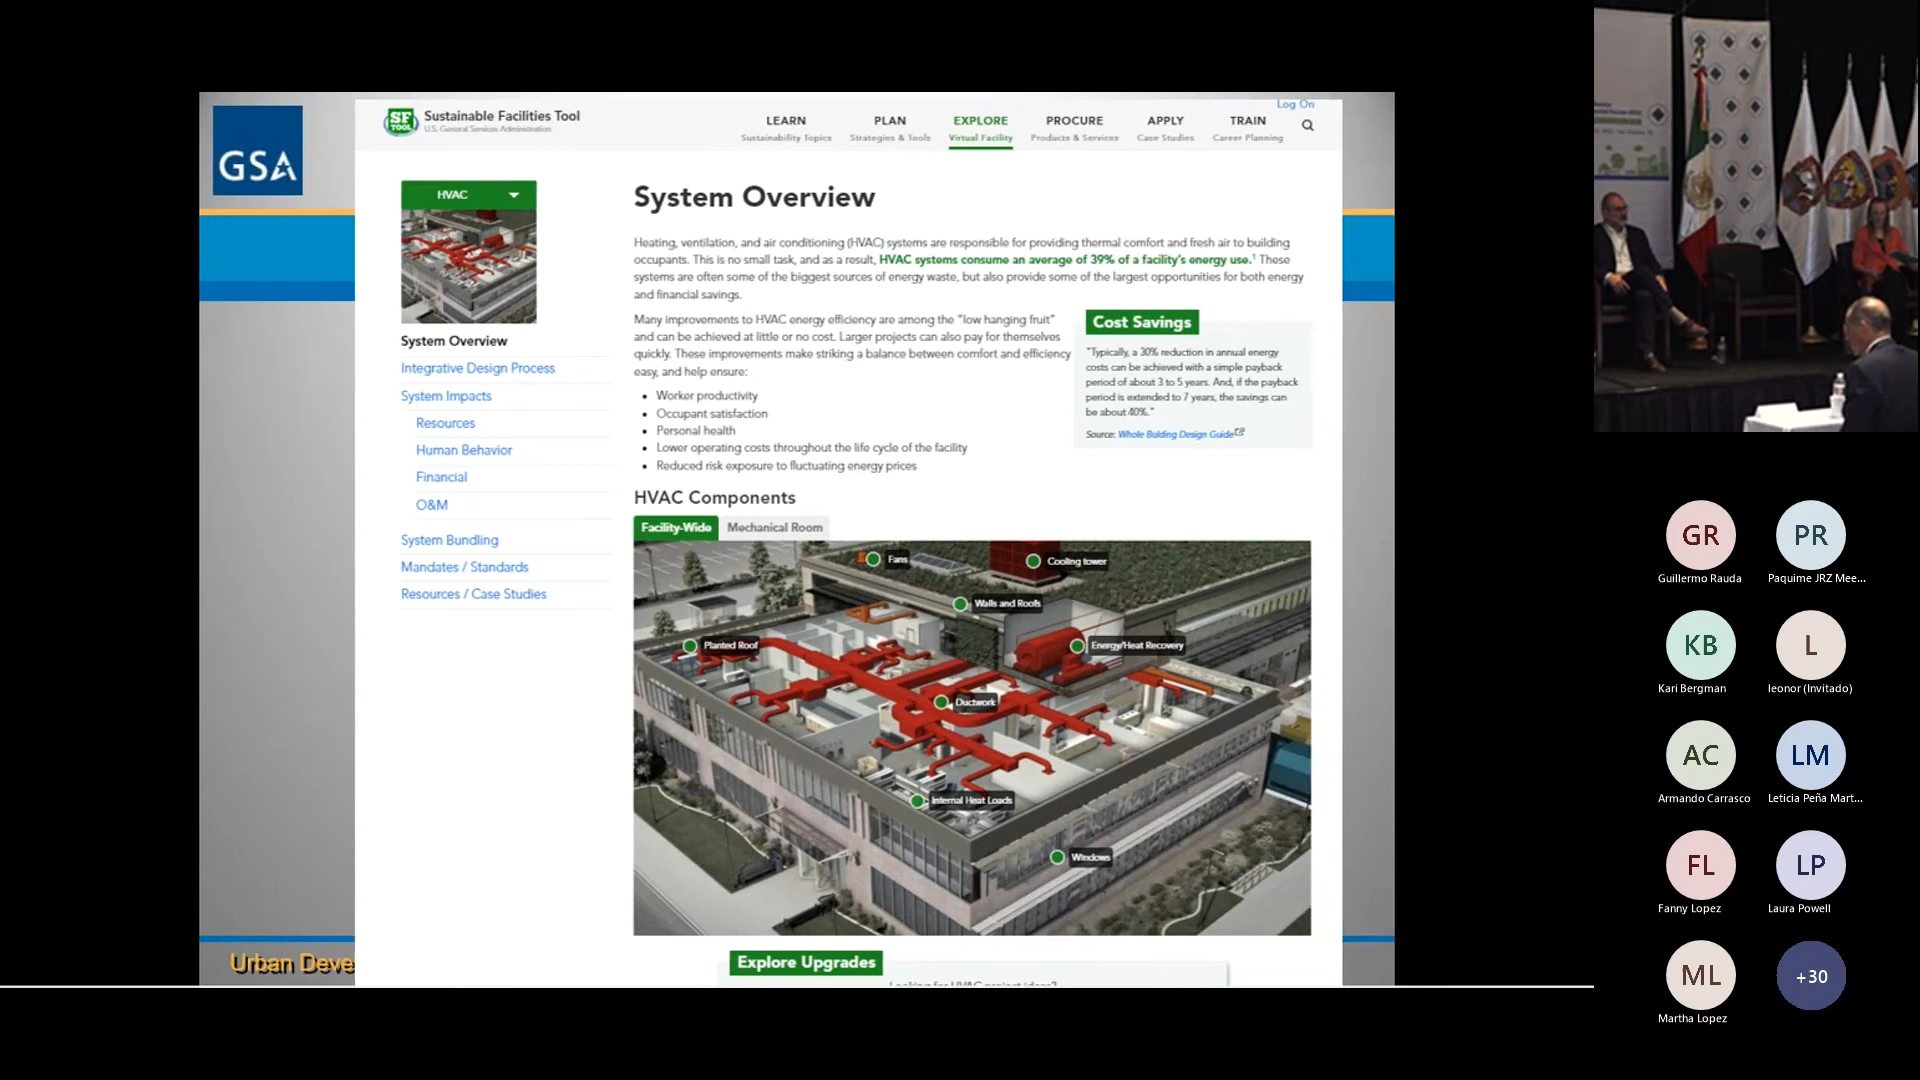 GSA
SF
TOOL
Sustainable Facilities Tool
U.S. General Services Administration
Log On
LEARN
Sustainability Topics
PLAN
Strategies & Tools
EXPLORE
Virtual Facility
PROCURE
Products & Services
APPLY
Case Studies
TRAIN
Career Planning
HVAC
System Overview
Integrative Design Process
System Impacts
Resources
Human Behavior
Financial
O&M
System Bundling
Mandates / Standards
Resources / Case Studies
System Overview
Heating, ventilation, and air conditioning (HVAC) systems are responsible for providing thermal comfort and fresh air to building
occupants. This is no small task, and as a result, HVAC systems consume an average of 39% of a facility's energy use.¹ These
systems are often some of the biggest sources of energy waste, but also provide some of the largest opportunities for both energy
and financial savings.
Many improvements to HVAC energy efficiency are among the "low hanging fruit"
and can be achieved at little or no cost. Larger projects can also pay for themselves
quickly. These improvements make striking a balance between comfort and efficiency
easy, and help ensure:
• Worker productivity
• Occupant satisfaction
• Personal health
• Lower operating costs throughout the life cycle of the facility
• Reduced risk exposure to fluctuating energy prices
Cost Savings
"Typically, a 30% reduction in annual energy
costs can be achieved with a simple payback
period of about 3 to 5 years. And, if the payback
period is extended to 7 years, the savings can
be about 40%."
Source: Whole Bulding Design Guide
HVAC Components
Facility-Wide
Mechanical Room
Fans
Cooling tower
Walls and Roofs
Planted Roof
Energy/Heat Recovery
Ductwork
Internal Heat Loads
Windows
Explore Upgrades
Looking for HVAC project ideas?
Urban Deve
GR
Guillermo Rauda
PR
Paquime JRZ Mee...
KB
Kari Bergman
L
leonor (Invitado)
AC
Armando Carrasco
LM
Leticia Peña Mart...
FL
Fanny Lopez
LP
Laura Powell
ML
Martha Lopez
+30